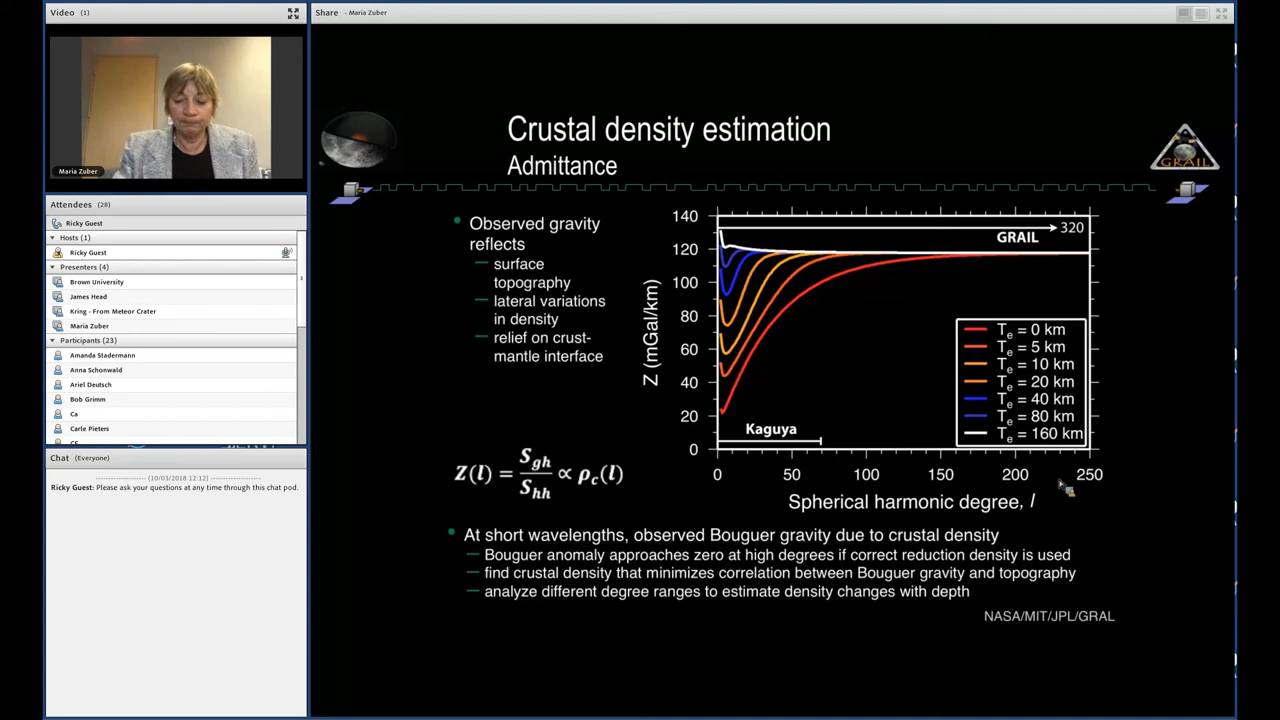 Video (1)
Maria Zuber
Attendees (28)
Ricky Guest
Hosts (1)
Ricky Guest
Presenters (4)
Brown University
James Head
Kring - From Meteor Crater
Maria Zuber
Participants (23)
Amanda Stadermann
Anna Schonwald
Ariel Deutsch
Bob Grimm
Ca
Carle Pieters
Chat (Everyone)
(10/03/2018 12:12)
Ricky Guest: Please ask your questions at any time through this chat pod.
Share - Maria Zuber
Crustal density estimation
Admittance
GRAIL
• Observed gravity
reflects
— surface
topography
— lateral variations
in density
— relief on crust-
mantle interface
Z(l) = S_gh / S_hh ∝ ρ_c(l)
Z (mGal/km)
140
120
100
80
60
40
20
0
320
GRAIL
Kaguya
T_e = 0 km
T_e = 5 km
T_e = 10 km
T_e = 20 km
T_e = 40 km
T_e = 80 km
T_e = 160 km
0 50 100 150 200 250
Spherical harmonic degree, l
• At short wavelengths, observed Bouguer gravity due to crustal density
— Bouguer anomaly approaches zero at high degrees if correct reduction density is used
— find crustal density that minimizes correlation between Bouguer gravity and topography
— analyze different degree ranges to estimate density changes with depth
NASA/MIT/JPL/GRAL